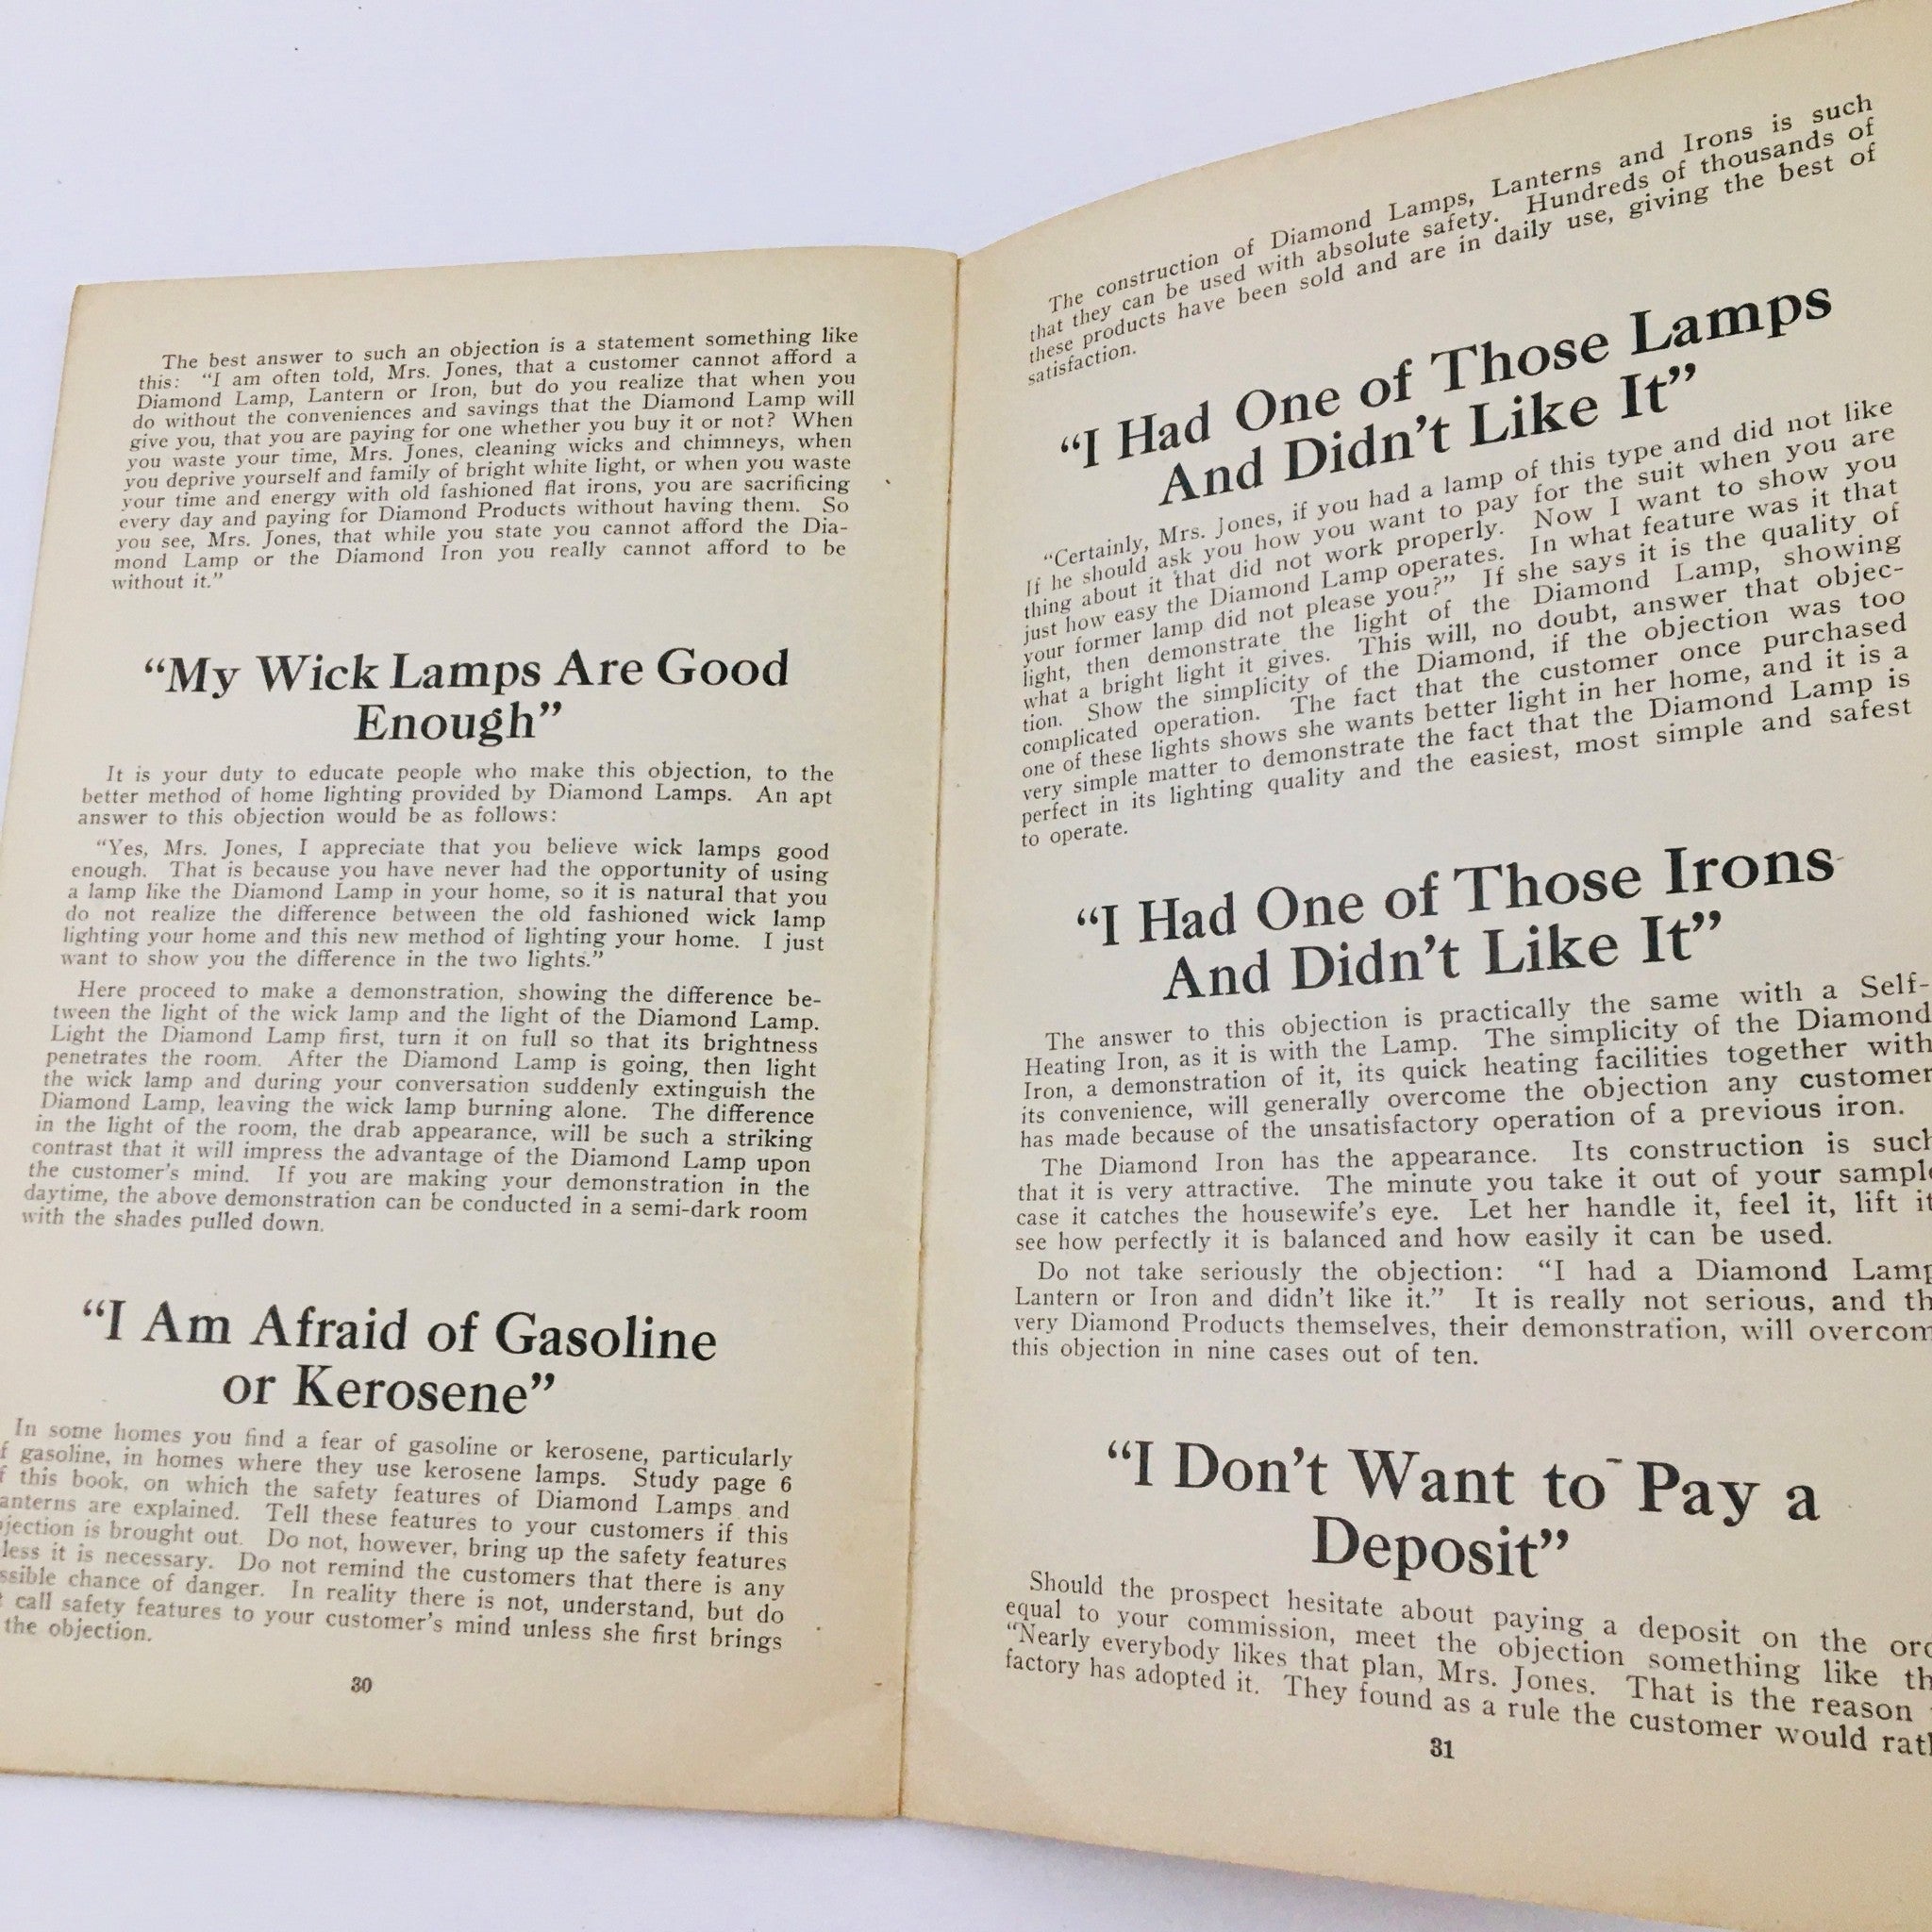 The best answer to such an objection is a statement something like
this: “I am often told, Mrs. Jones, that a customer cannot afford a
Diamond Lamp, Lantern or Iron, but do you realize that when you
do without the conveniences and savings that the Diamond Lamp will
give you, that you are paying for one whether you buy it or not? When
you waste your time, Mrs. Jones, cleaning wicks and chimneys, when
you deprive yourself and family of bright white light, or when you waste
your time and energy with old fashioned flat irons, you are sacrificing
every day and paying for Diamond Products without having them. So
you see, Mrs. Jones, that while you state you cannot afford the Dia-
mond Lamp or the Diamond Iron you really cannot afford to be
without it.”
“My Wick Lamps Are Good
Enough”
It is your duty to educate people who make this objection, to the
better method of home lighting provided by Diamond Lamps. An apt
answer to this objection would be as follows:
“Yes, Mrs. Jones, I appreciate that you believe wick lamps good
enough. That is because you have never had the opportunity of using
a lamp like the Diamond Lamp in your home, so it is natural that you
do not realize the difference between the old fashioned wick lamp
lighting your home and this new method of lighting your home. I just
want to show you the difference in the two lights.”
Here proceed to make a demonstration, showing the difference be-
tween the light of the wick lamp and the light of the Diamond Lamp.
Light the Diamond Lamp first, turn it on full so that its brightness
penetrates the room. After the Diamond Lamp is going, then light
the wick lamp and during your conversation suddenly extinguish the
Diamond Lamp, leaving the wick lamp burning alone. The difference
in the light of the room, the drab appearance, will be such a striking
contrast that it will impress the advantage of the Diamond Lamp upon
the customer’s mind. If you are making your demonstration in the
daytime, the above demonstration can be conducted in a semi-dark room
with the shades pulled down.
“I Am Afraid of Gasoline
or Kerosene”
In some homes you find a fear of gasoline or kerosene, particularly
f gasoline, in homes where they use kerosene lamps. Study page 6
f this book, on which the safety features of Diamond Lamps and
anterns are explained. Tell these features to your customers if this
jection is brought out. Do not, however, bring up the safety features
less it is necessary. Do not remind the customers that there is any
ssible chance of danger. In reality there is not, understand, but do
call safety features to your customer’s mind unless she first brings
the objection.
30
The construction of Diamond Lamps, Lanterns and Irons is such
that they can be used with absolute safety. Hundreds of thousands of
these products have been sold and are in daily use, giving the best of
satisfaction.
“I Had One of Those Lamps
And Didn’t Like It”
“Certainly, Mrs. Jones, if you had a lamp of this type and did not like
If he should ask you how you want to pay for the suit when you are
thing about it that did not work properly. Now I want to show you
just how easy the Diamond Lamp operates. In what feature was it that
your former lamp did not please you?” If she says it is the quality of
light, then demonstrate the light of the Diamond Lamp, showing
what a bright light it gives. This will, no doubt, answer that objec-
tion. Show the simplicity of the Diamond, if the objection was too
complicated operation. The fact that the customer once purchased
one of these lights shows she wants better light in her home, and it is a
very simple matter to demonstrate the fact that the Diamond Lamp is
perfect in its lighting quality and the easiest, most simple and safest
to operate.
“I Had One of Those Irons
And Didn’t Like It”
The answer to this objection is practically the same with a Self-
Heating Iron, as it is with the Lamp. The simplicity of the Diamond
Iron, a demonstration of it, its quick heating facilities together with
its convenience, will generally overcome the objection any customer
has made because of the unsatisfactory operation of a previous iron.
The Diamond Iron has the appearance. Its construction is such
that it is very attractive. The minute you take it out of your sample
case it catches the housewife’s eye. Let her handle it, feel it, lift it
see how perfectly it is balanced and how easily it can be used.
Do not take seriously the objection: “I had a Diamond Lamp
Lantern or Iron and didn’t like it.” It is really not serious, and th
very Diamond Products themselves, their demonstration, will overcom
this objection in nine cases out of ten.
“I Don’t Want to Pay a
Deposit”
Should the prospect hesitate about paying a deposit on the ord
equal to your commission, meet the objection something like th
“Nearly everybody likes that plan, Mrs. Jones. That is the reason
factory has adopted it. They found as a rule the customer would rath
31